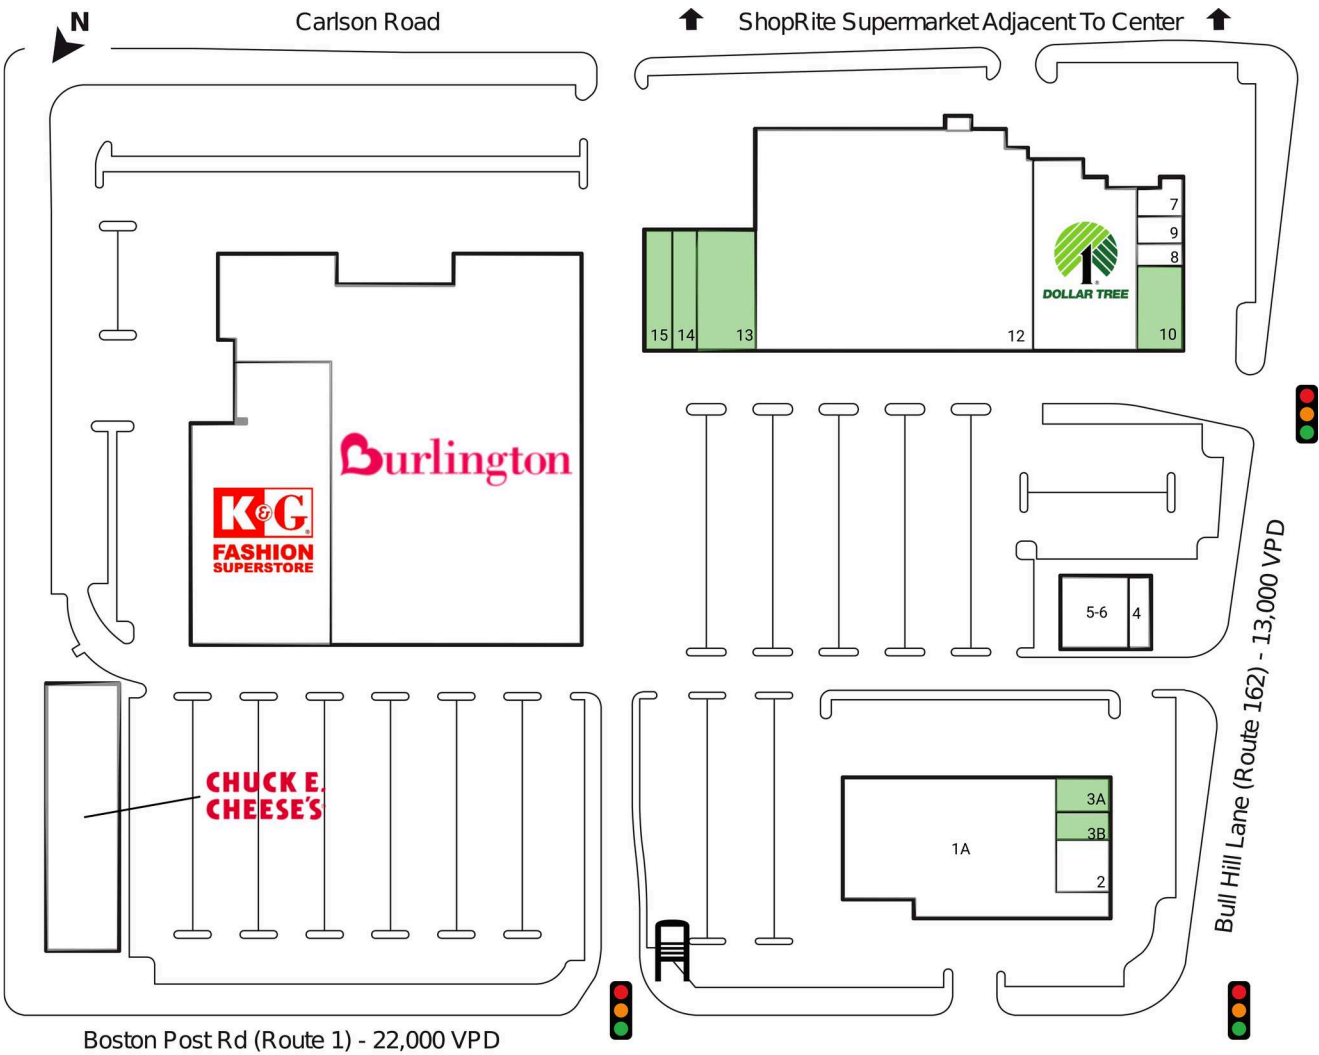 N
Carlson Road
ShopRite Supermarket Adjacent To Center
7
9
8
10
DOLLAR TREE
1
12
13
14
15
Burlington
K&G
FASHION
SUPERSTORE
5-6
4
Bull Hill Lane (Route 162) - 13,000 VPD
CHUCK E.
CHEESE'S
3A
3B
1A
2
Boston Post Rd (Route 1) - 22,000 VPD